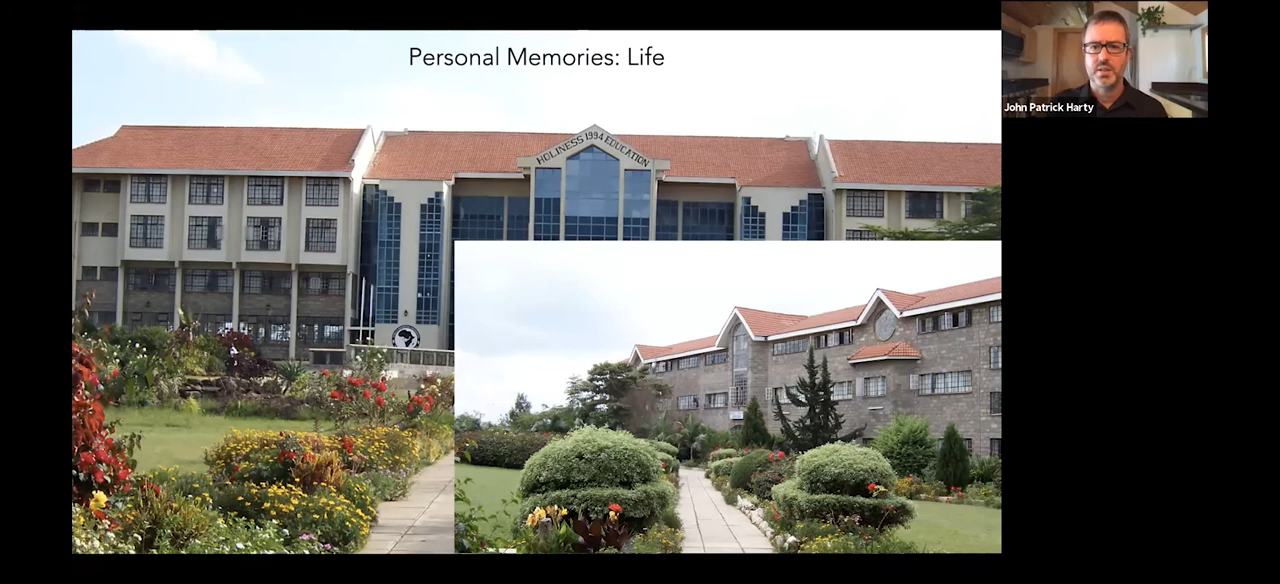 Personal Memories: Life
HOLINESS 1994 EDUCATION
John Patrick Harty